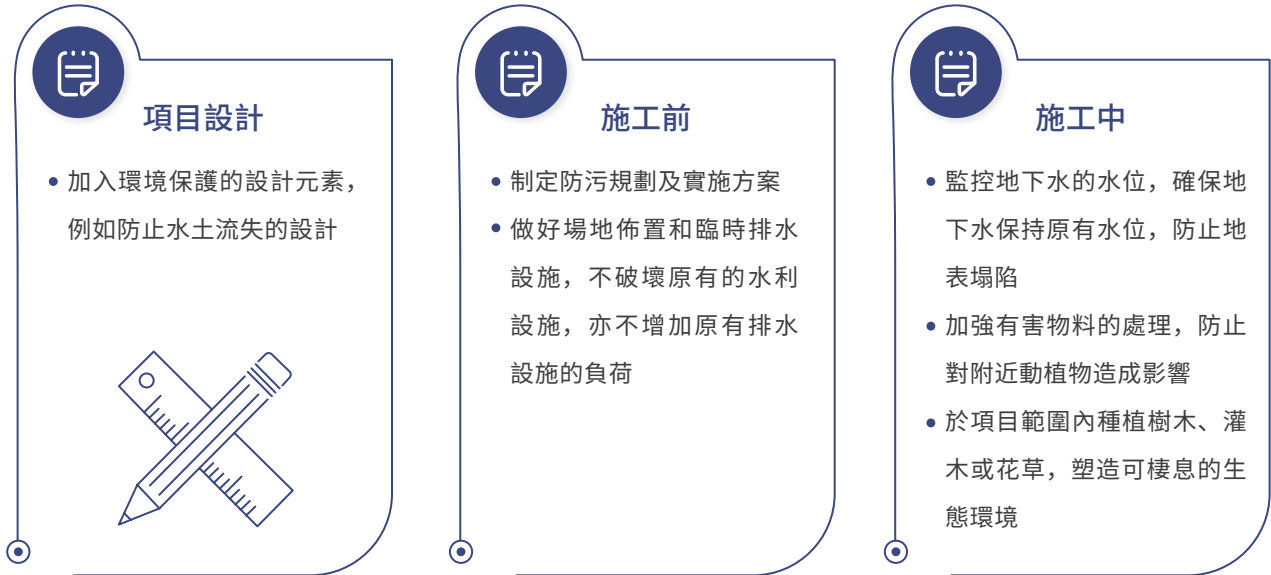 項目設計
加入環境保護的設計元素，
例如防止水土流失的設計
施工前
制定防污規劃及實施方案
做好場地佈置和臨時排水
設施，不破壞原有的水利
設施，亦不增加原有排水
設施的負荷
施工中
監控地下水的水位，確保地
下水保持原有水位，防止地
表塌陷
加強有害物料的處理，防止
對附近動植物造成影響
於項目範圍內種植樹木、灌
木或花草，塑造可棲息的生
態環境